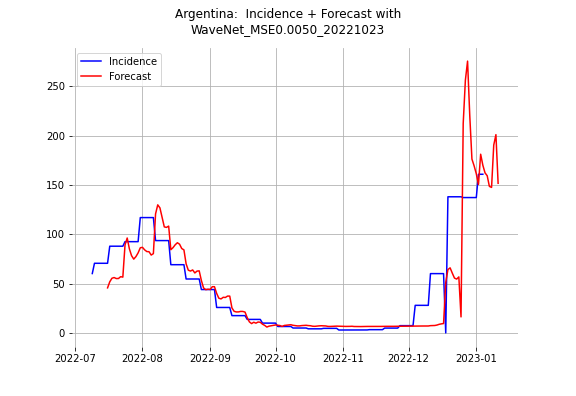 Argentina:  Incidence + Forecast with
WaveNet_MSE0.0050_20221023
Incidence
Forecast
250
200
150
100
50
0
2022-07 2022-08 2022-09 2022-10 2022-11 2022-12 2023-01